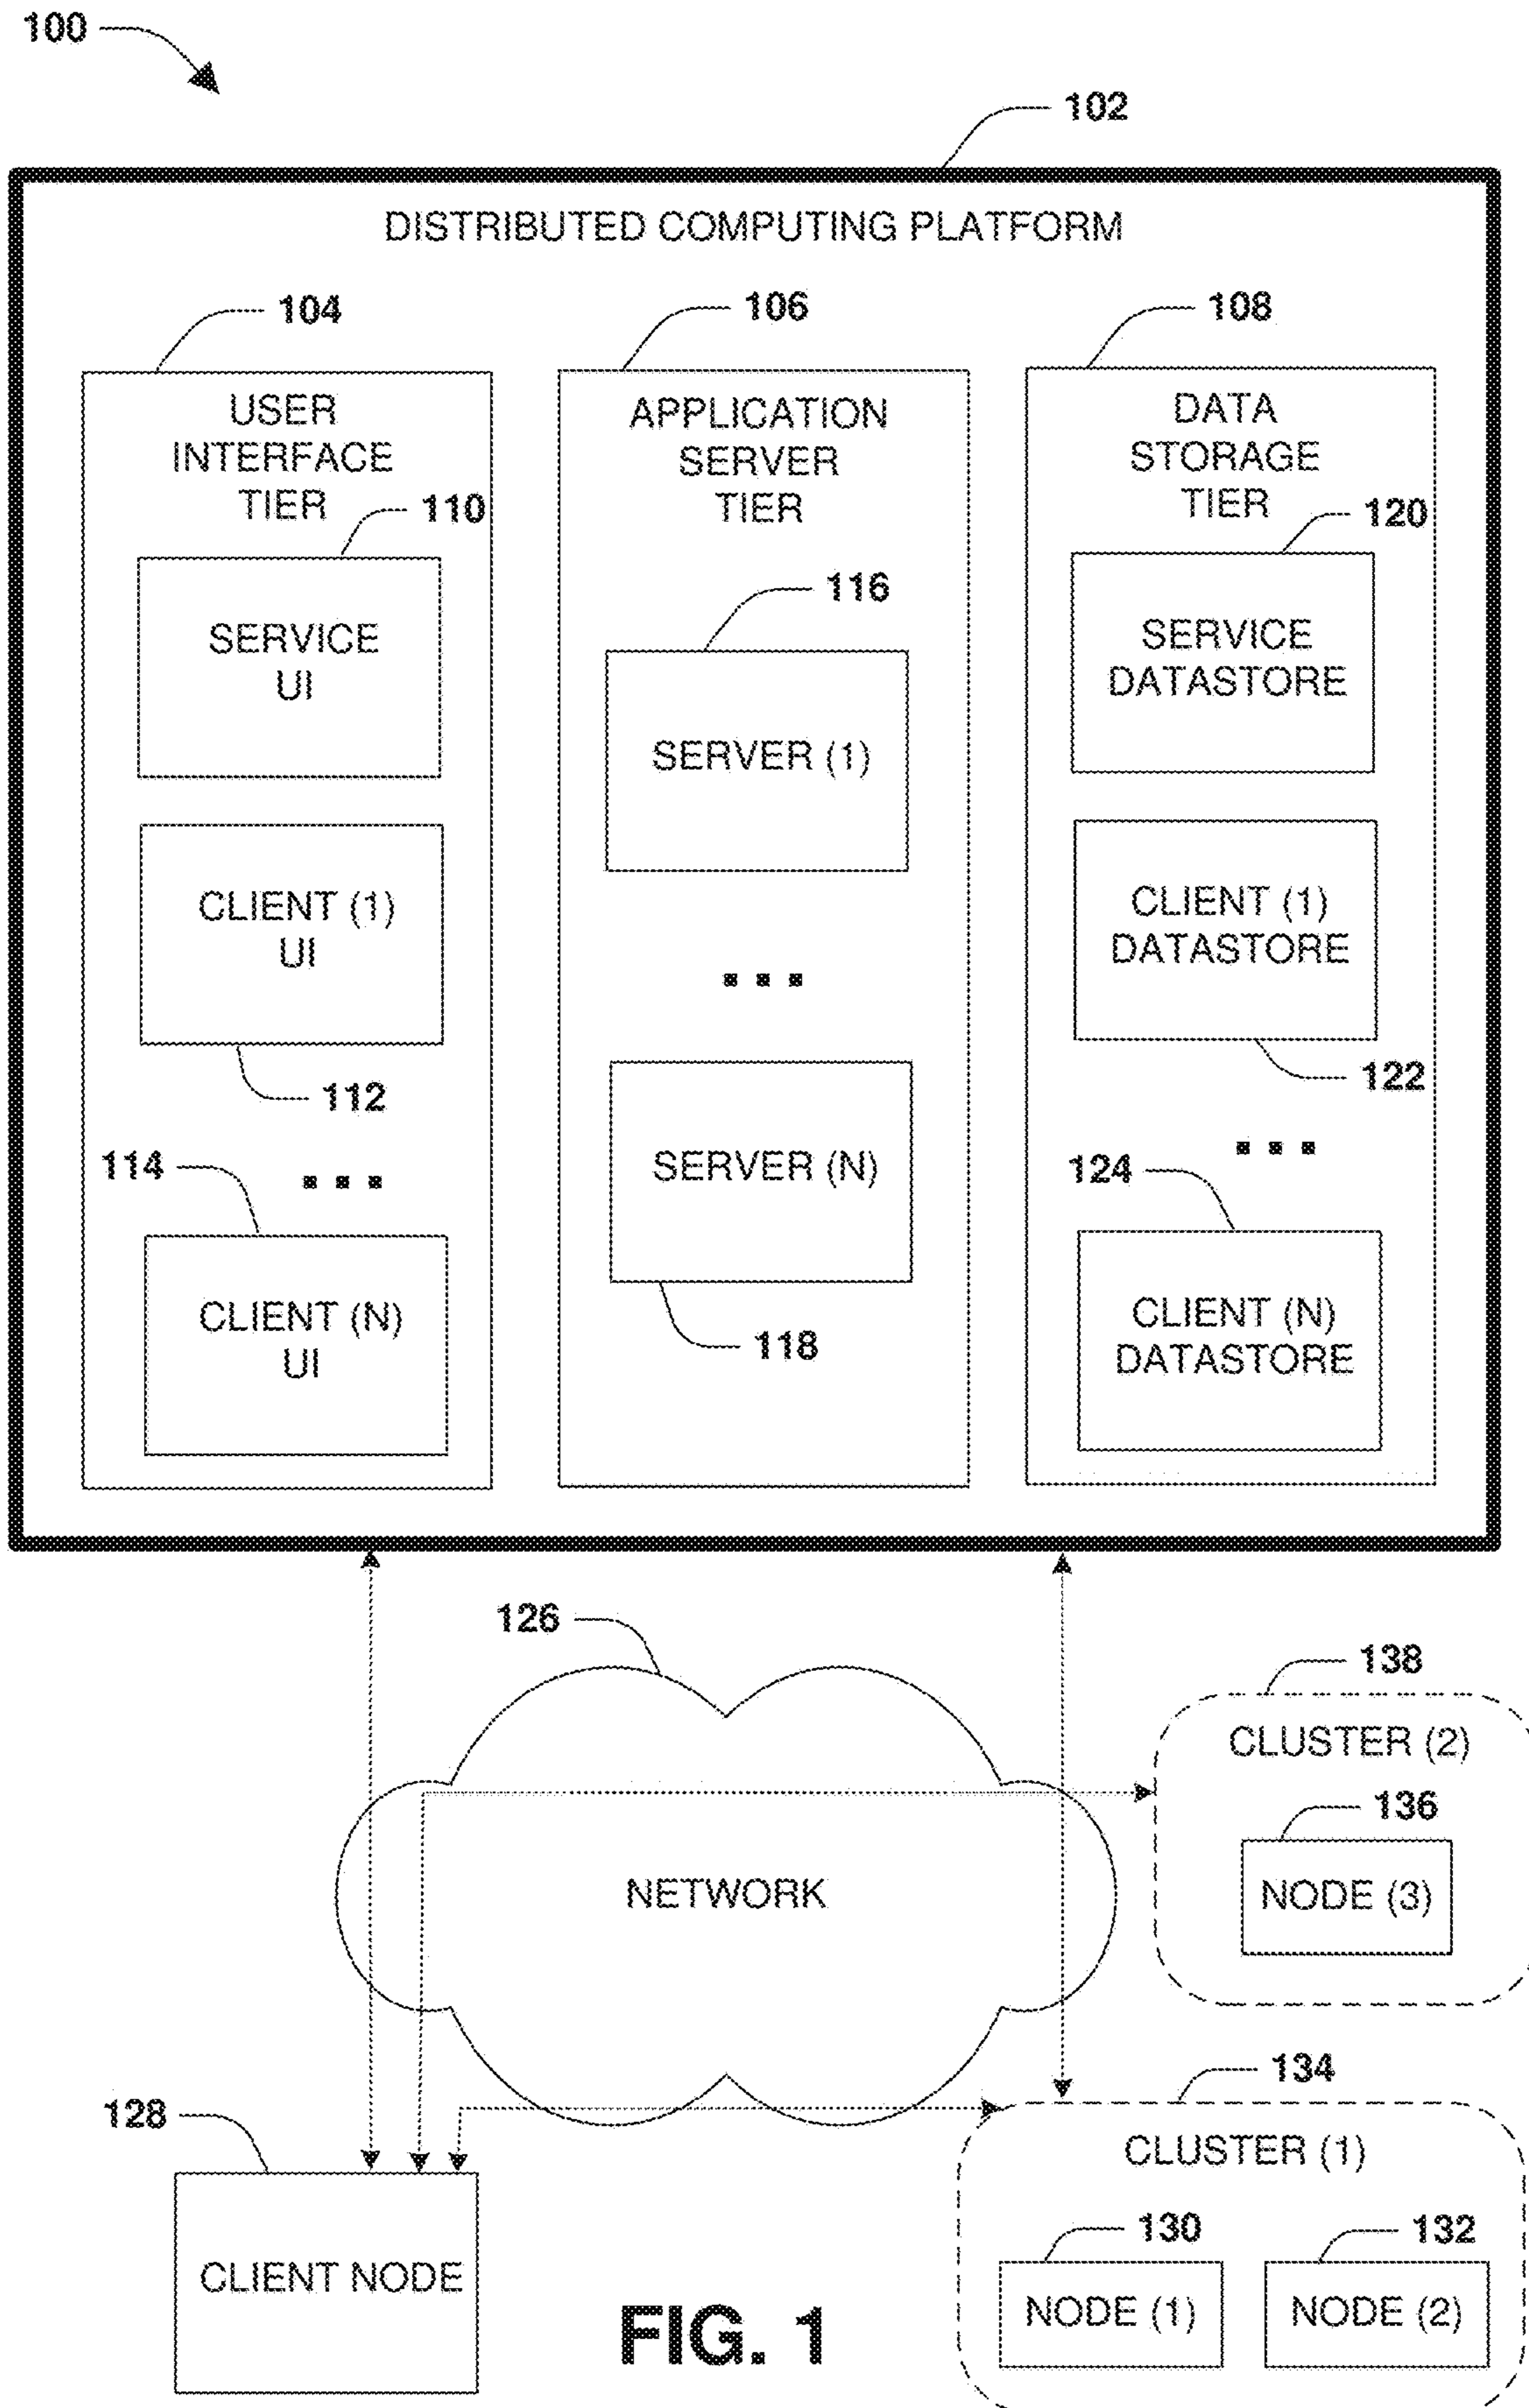 100
102
DISTRIBUTED COMPUTING PLATFORM
104
106
108
USER
INTERFACE
TIER
110
SERVICE
UI
CLIENT (1)
UI
112
114
...
CLIENT (N)
UI
APPLICATION
SERVER
TIER
116
SERVER (1)
...
SERVER (N)
118
DATA
STORAGE
TIER
120
SERVICE
DATASTORE
CLIENT (1)
DATASTORE
122
...
124
CLIENT (N)
DATASTORE
126
NETWORK
138
CLUSTER (2)
136
NODE (3)
134
CLUSTER (1)
130
132
NODE (1)
NODE (2)
128
CLIENT NODE
FIG. 1